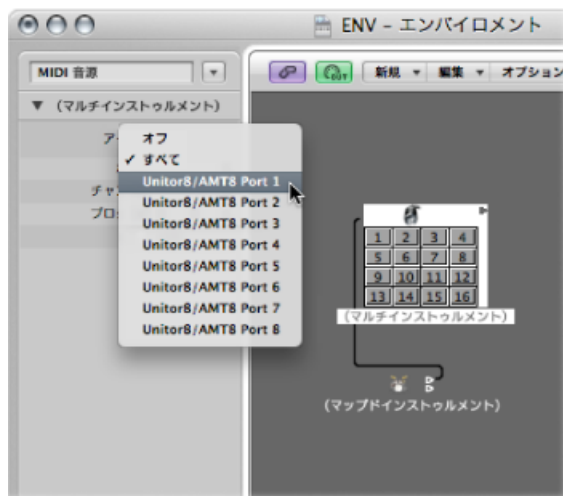 ENV – エンバイロメント
MIDI 音源
新規
編集
オプション
▼ (マルチインストゥルメント)
オフ
✓ すべて
Unitor8/AMT8 Port 1
Unitor8/AMT8 Port 2
Unitor8/AMT8 Port 3
Unitor8/AMT8 Port 4
Unitor8/AMT8 Port 5
Unitor8/AMT8 Port 6
Unitor8/AMT8 Port 7
Unitor8/AMT8 Port 8
1 2 3 4
5 6 7 8
9 10 11 12
13 14 15 16
(マルチインストゥルメント)
(マップドインストゥルメント)